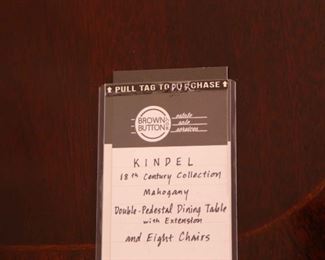 ⬆ PULL TAG TO PURCHASE ⬆
BROWN
BUTTON
estate
sale
services
KINDEL
18th Century Collection
Mahogany
Double-Pedestal Dining Table
with Extension
and Eight Chairs